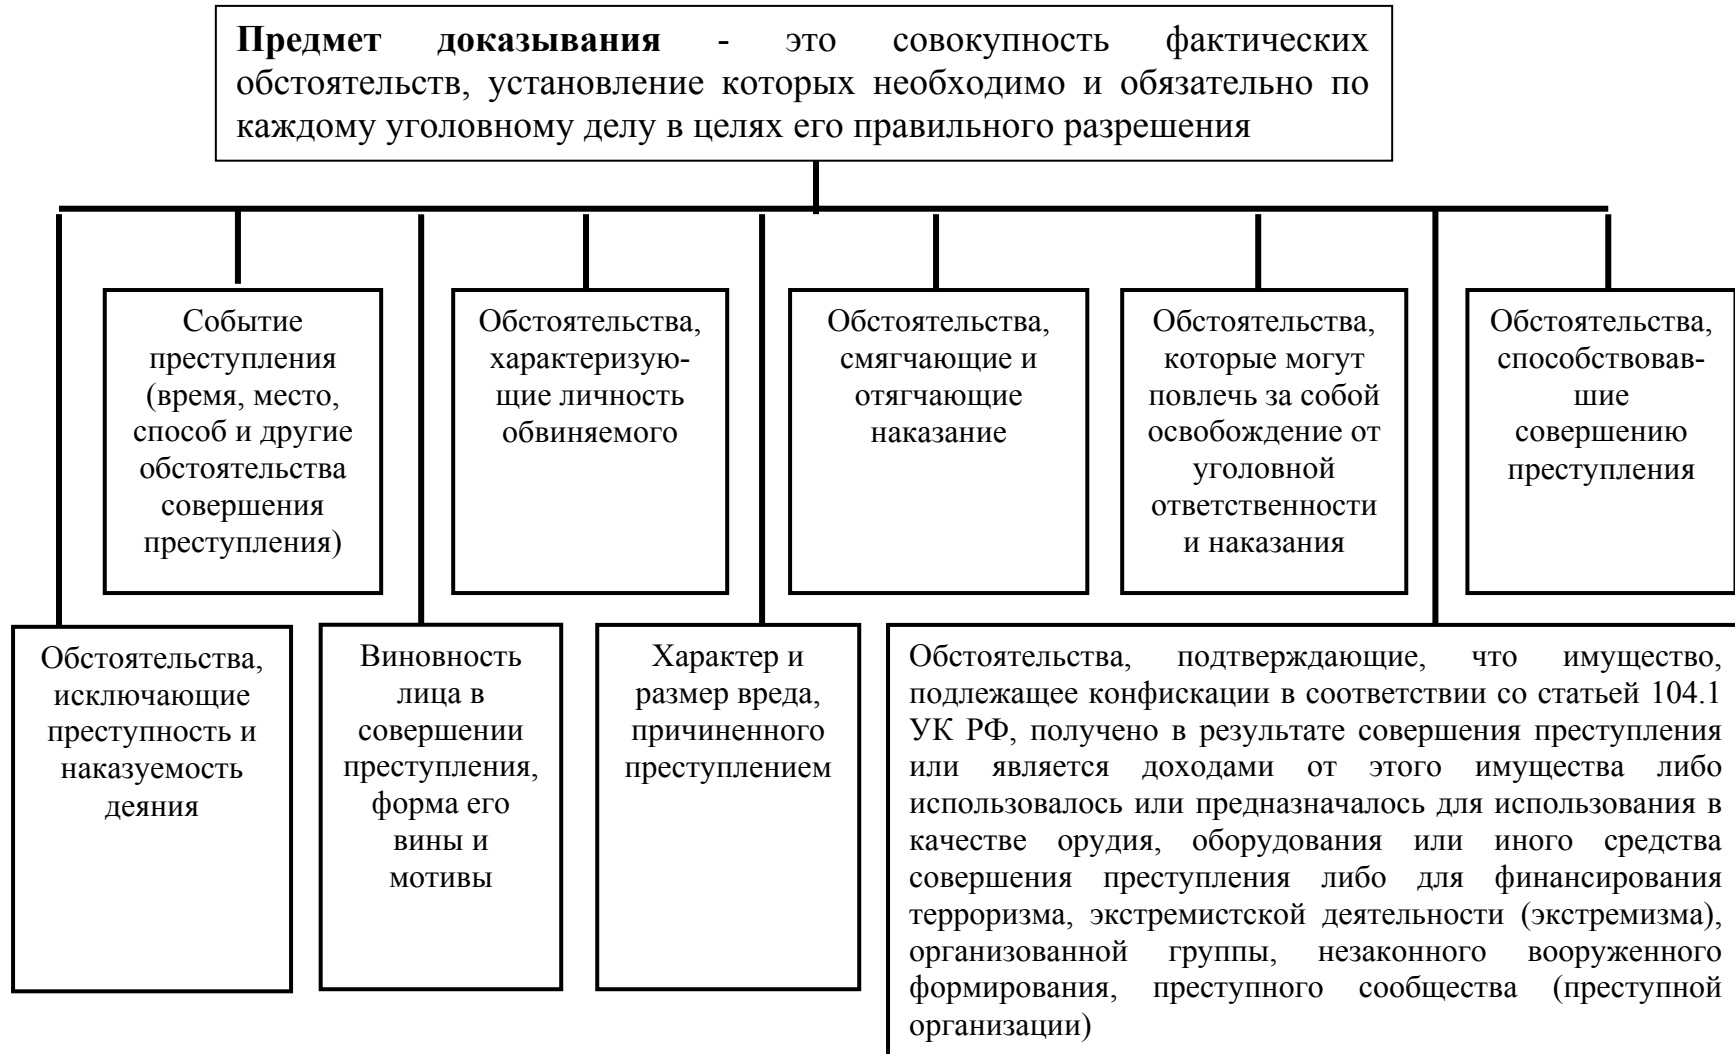 Предмет доказывания - это совокупность фактических
обстоятельств, установление которых необходимо и обязательно по
каждому уголовному делу в целях его правильного разрешения
Событие
преступления
(время, место,
способ и другие
обстоятельства
совершения
преступления)
Обстоятельства,
характеризую-
щие личность
обвиняемого
Обстоятельства,
смягчающие и
отягчающие
наказание
Обстоятельства,
которые могут
повлечь за собой
освобождение от
уголовной
ответственности
и наказания
Обстоятельства,
способствовав-
шие
совершению
преступления
Обстоятельства,
исключающие
преступность и
наказуемость
деяния
Виновность
лица в
совершении
преступления,
форма его
вины и
мотивы
Характер и
размер вреда,
причиненного
преступлением
Обстоятельства, подтверждающие, что имущество,
подлежащее конфискации в соответствии со статьей 104.1
УК РФ, получено в результате совершения преступления
или является доходами от этого имущества либо
использовалось или предназначалось для использования в
качестве орудия, оборудования или иного средства
совершения преступления либо для финансирования
терроризма, экстремистской деятельности (экстремизма),
организованной группы, незаконного вооруженного
формирования, преступного сообщества (преступной
организации)